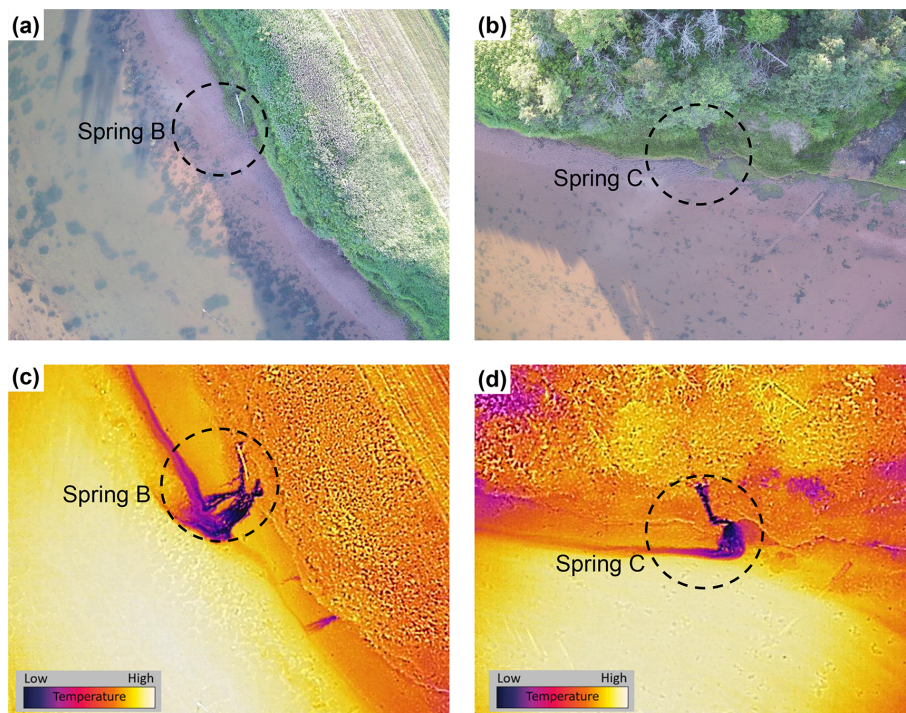 (a)
Spring B
(b)
Spring C
(c)
Spring B
Low High
Temperature
(d)
Spring C
Low High
Temperature